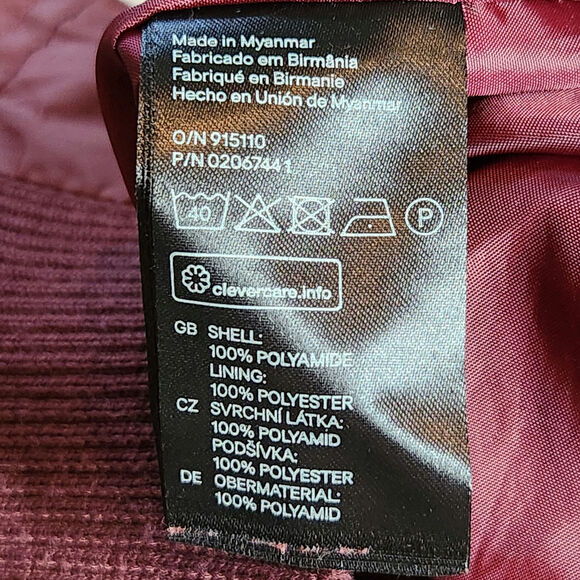 Made in Myanmar
Fabricado em Birmânia
Fabriqué en Birmanie
Hecho en Unión de Myanmar
O/N 915110
P/N 0206744 1
40
P
clevercare.info
GB SHELL:
100% POLYAMIDE
LINING:
100% POLYESTER
CZ SVRCHNÍ LÁTKA:
100% POLYAMID
PODŠÍVKA:
100% POLYESTER
DE OBERMATERIAL:
100% POLYAMID